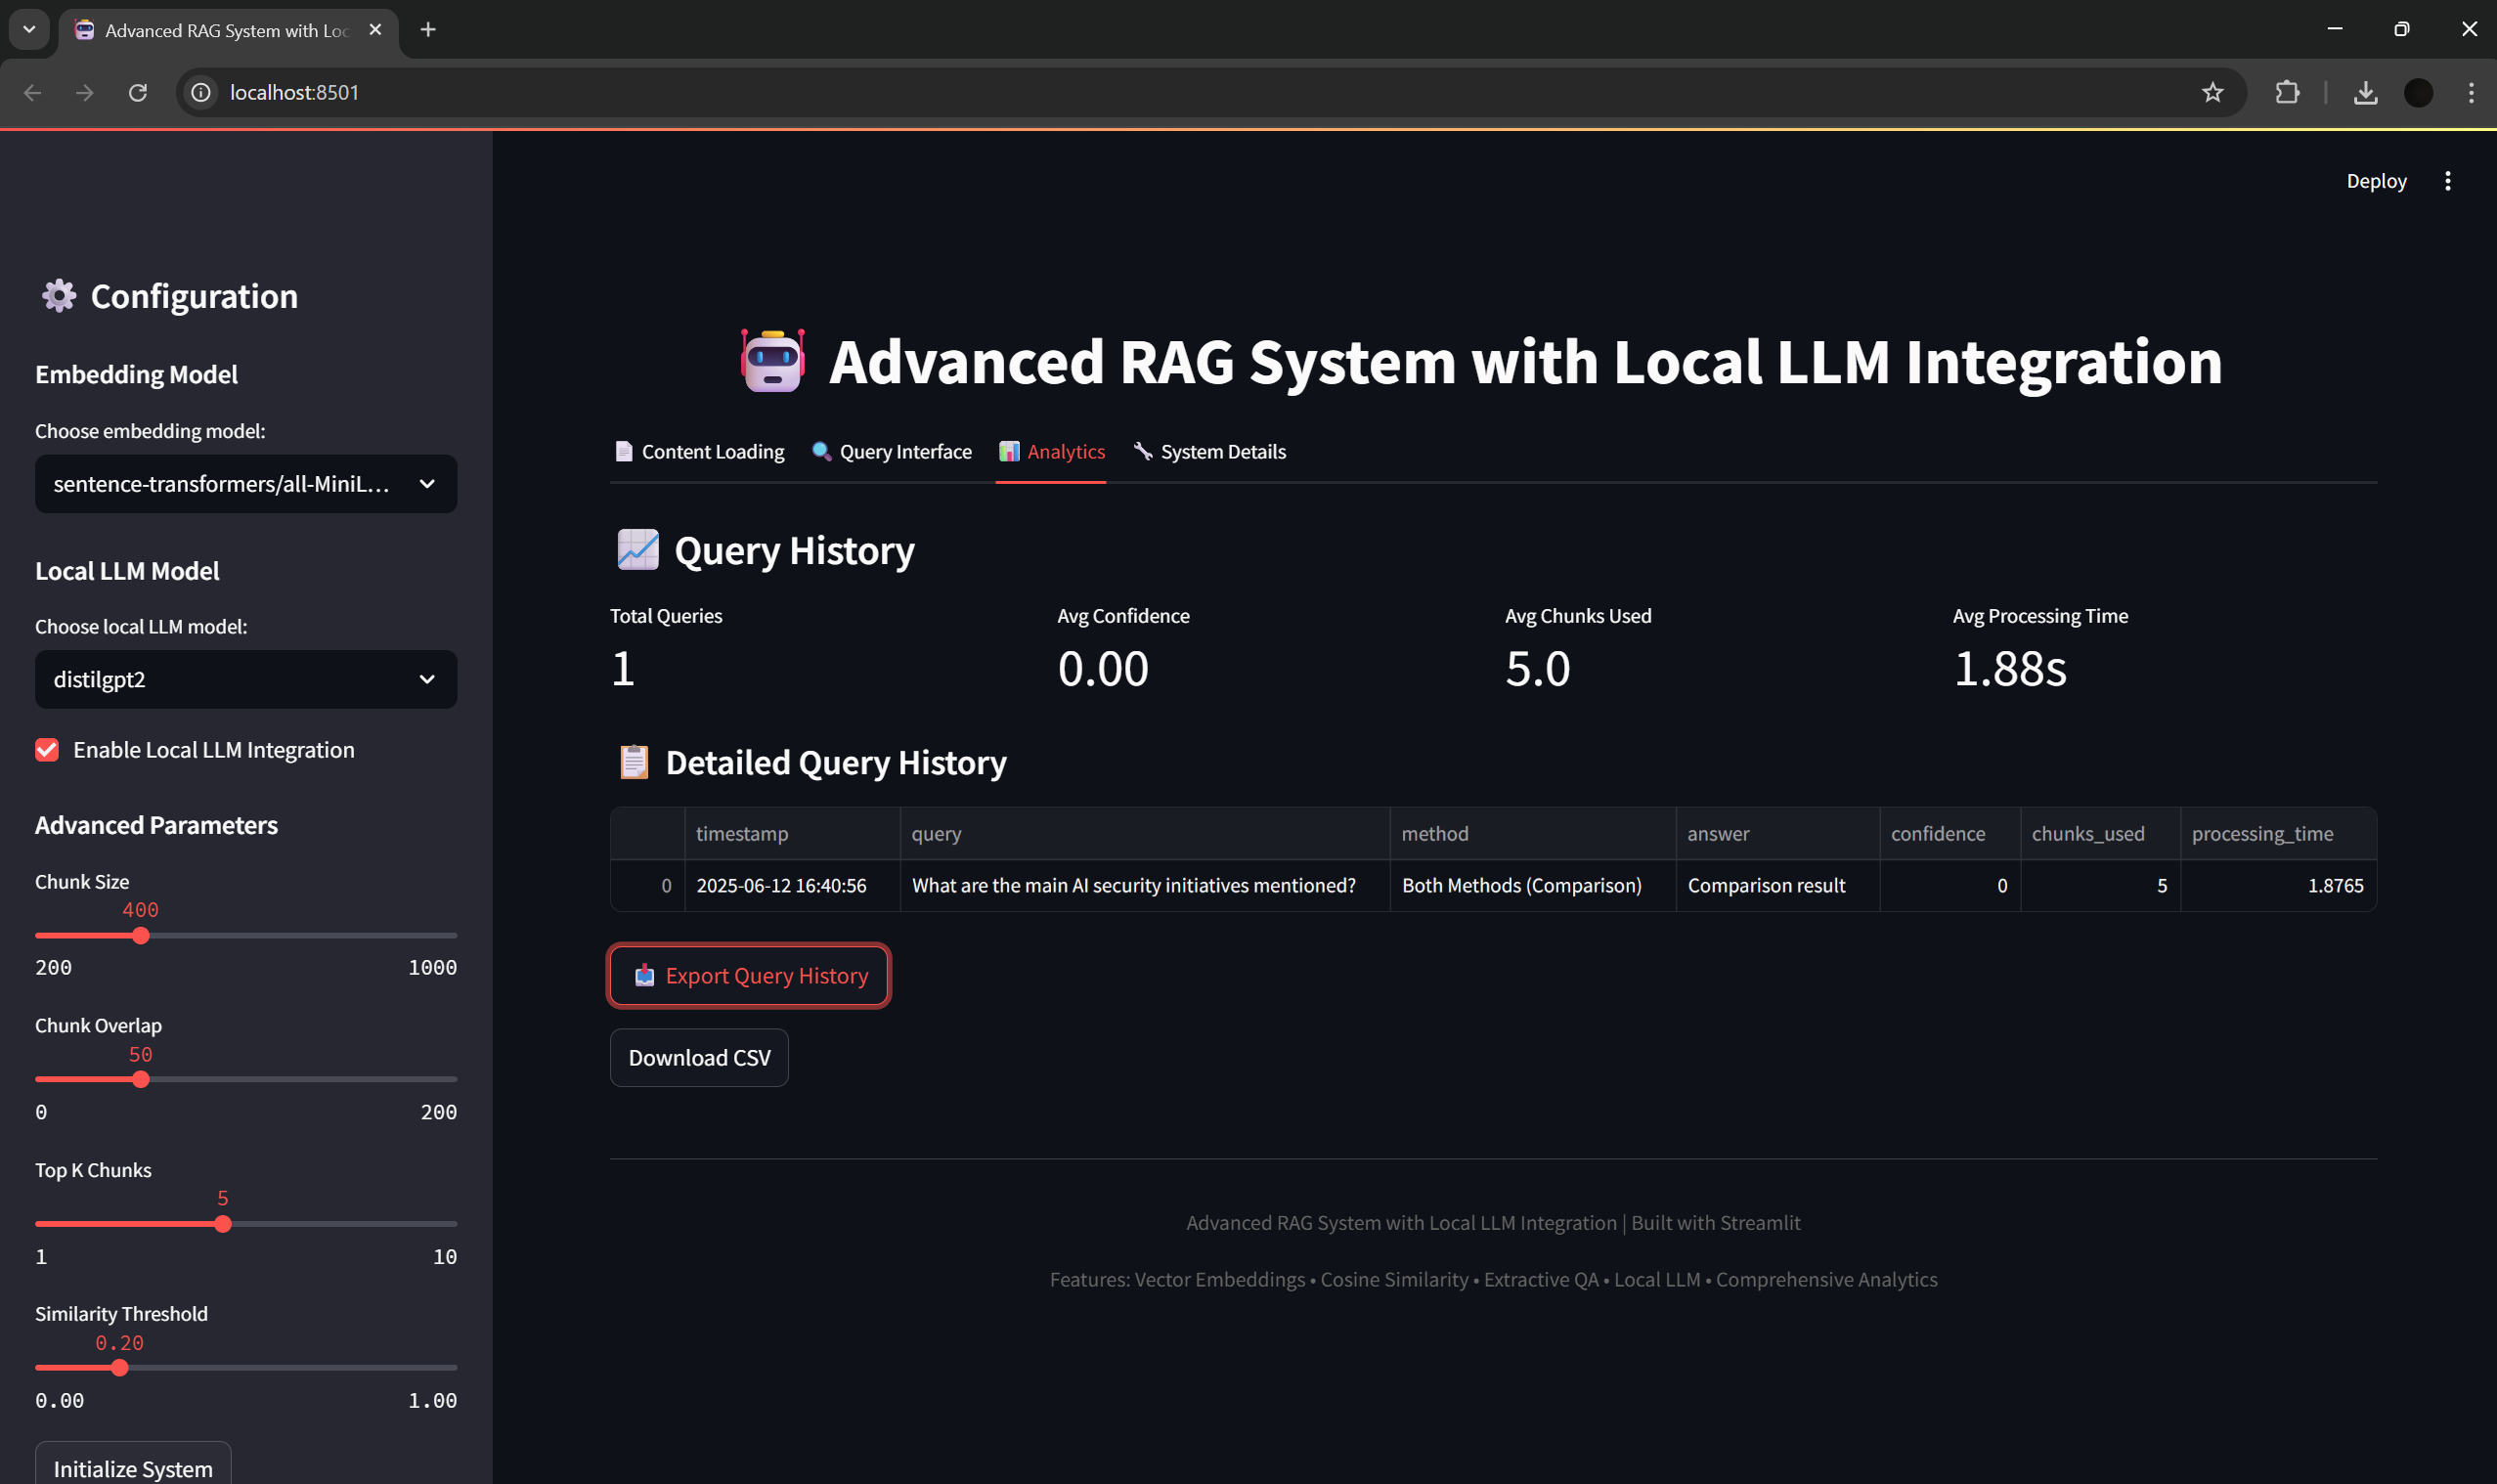 Advanced RAG System with Loc
localhost:8501
Deploy
Configuration
Embedding Model
Choose embedding model:
sentence-transformers/all-MiniL...
Local LLM Model
Choose local LLM model:
distilgpt2
Enable Local LLM Integration
Advanced Parameters
Chunk Size
400
200 1000
Chunk Overlap
50
0 200
Top K Chunks
5
1 10
Similarity Threshold
0.20
0.00 1.00
Initialize System
Advanced RAG System with Local LLM Integration
Content Loading Query Interface Analytics System Details
Query History
Total Queries Avg Confidence Avg Chunks Used Avg Processing Time
1 0.00 5.0 1.88s
Detailed Query History
timestamp query method answer confidence chunks_used processing_time
0 2025-06-12 16:40:56 What are the main AI security initiatives mentioned? Both Methods (Comparison) Comparison result 0 5 1.8765
Export Query History
Download CSV
Advanced RAG System with Local LLM Integration | Built with Streamlit
Features: Vector Embeddings • Cosine Similarity • Extractive QA • Local LLM • Comprehensive Analytics